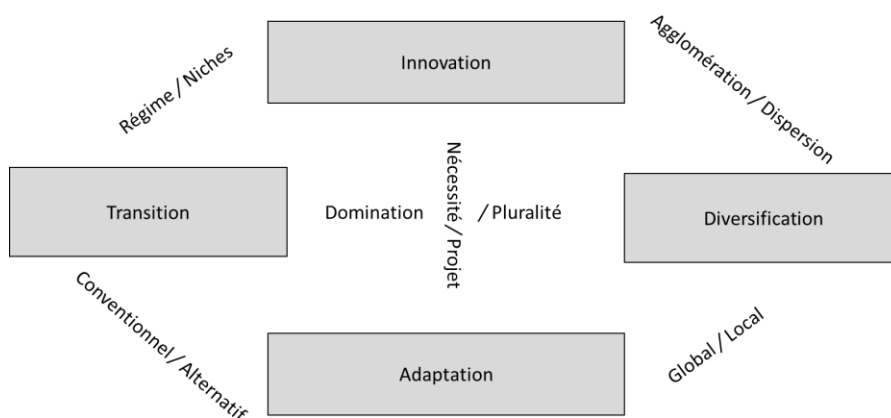 Innovation
Régime / Niches
Agglomération / Dispersion
Transition
Domination / Pluralité
Nécessité / Projet
Diversification
Conventionnel / Alternatif
Adaptation
Global / Local